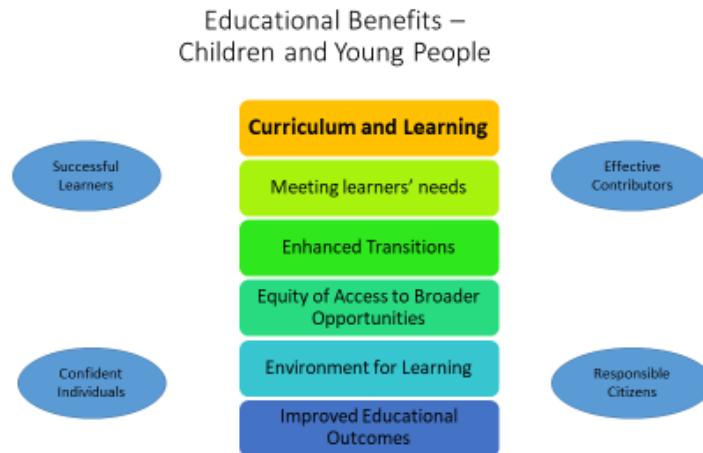 Educational Benefits –
Children and Young People
Curriculum and Learning
Successful
Learners
Effective
Contributors
Meeting learners' needs
Enhanced Transitions
Equity of Access to Broader
Opportunities
Environment for Learning
Confident
Individuals
Responsible
Citizens
Improved Educational
Outcomes